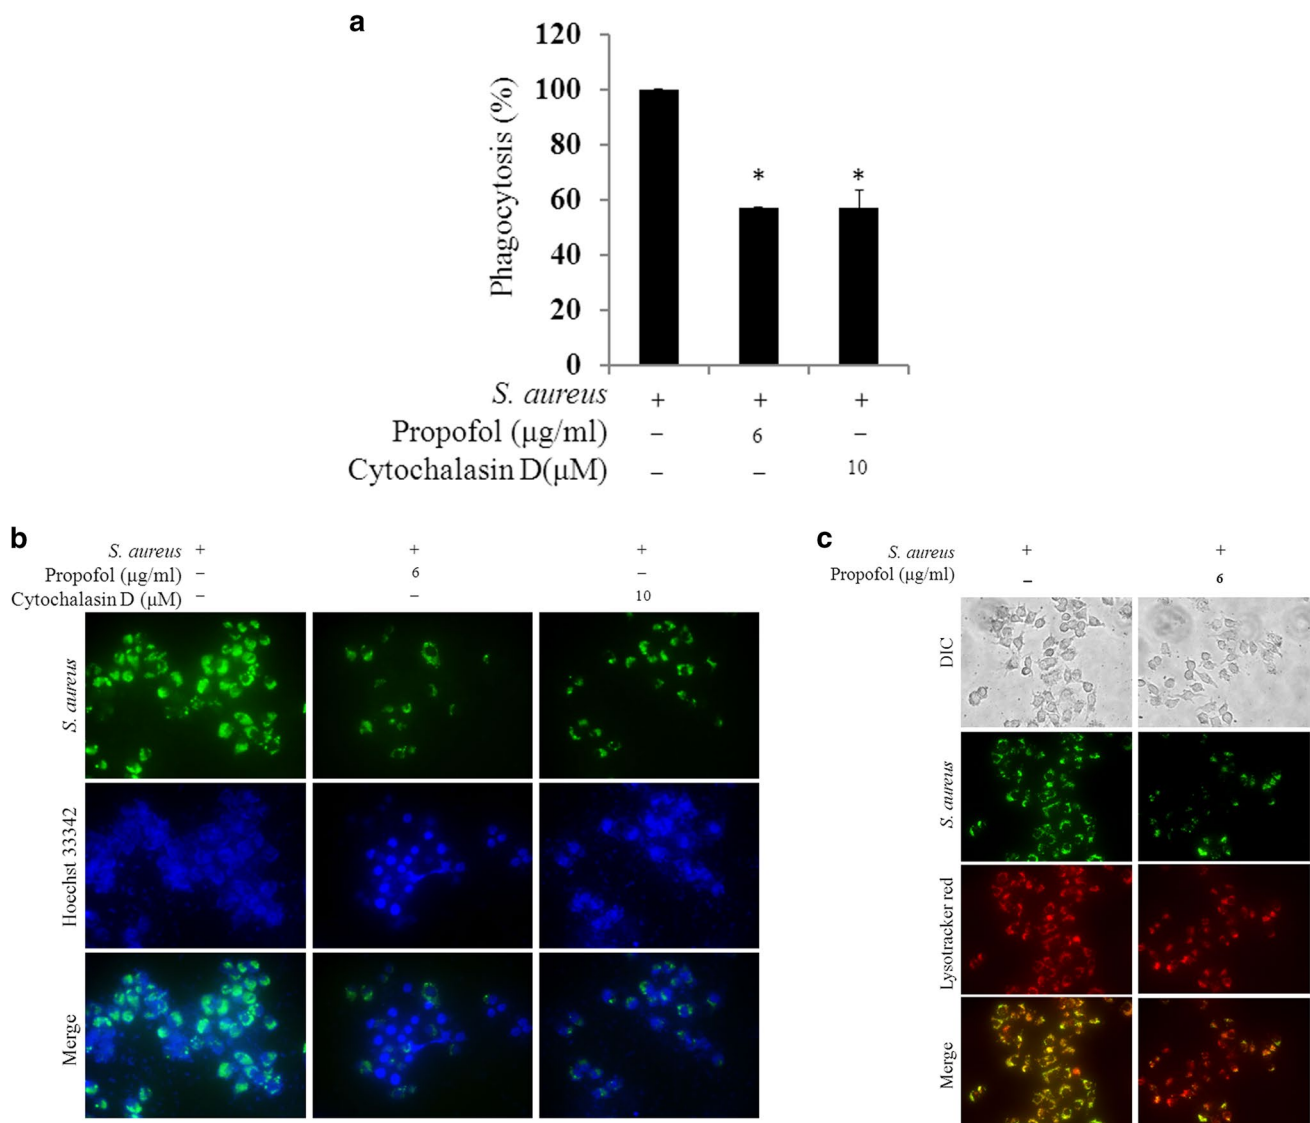 a
120
100
80
60
40
20
0
Phagocytosis (%)
* *
S. aureus + + +
Propofol (μg/ml) – 6 –
Cytochalasin D(μM) – – 10
b
S. aureus + + +
Propofol (μg/ml) – 6 –
Cytochalasin D (μM) – – 10
S. aureus
Hoechst 33342
Merge
c
S. aureus + +
Propofol (μg/ml) – 6
DIC
S. aureus
Lysotracker red
Merge